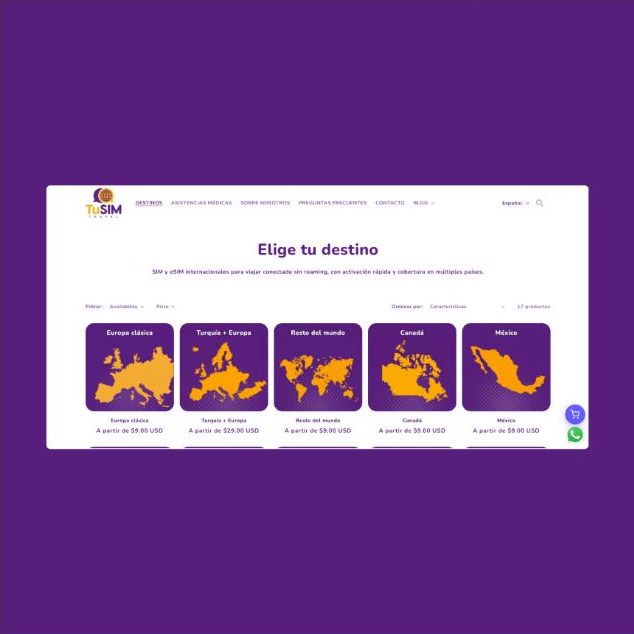 TuSIM
TRAVEL
DESTINOS ASISTENCIAS MÉDICAS SOBRE NOSOTROS PREGUNTAS FRECUENTES CONTACTO BLOG
Español
Elige tu destino
SIM y eSIM internacionales para viajar conectado sin roaming, con activación rápida y cobertura en múltiples países.
Filtrar: Availability Price Ordenar por: Características 17 productos
Europa clásica Turquía + Europa Resto del mundo Canadá México
Europa clásica Turquía + Europa Resto del mundo Canadá México
A partir de $9.00 USD A partir de $29.00 USD A partir de $9.00 USD A partir de $9.00 USD A partir de $9.00 USD